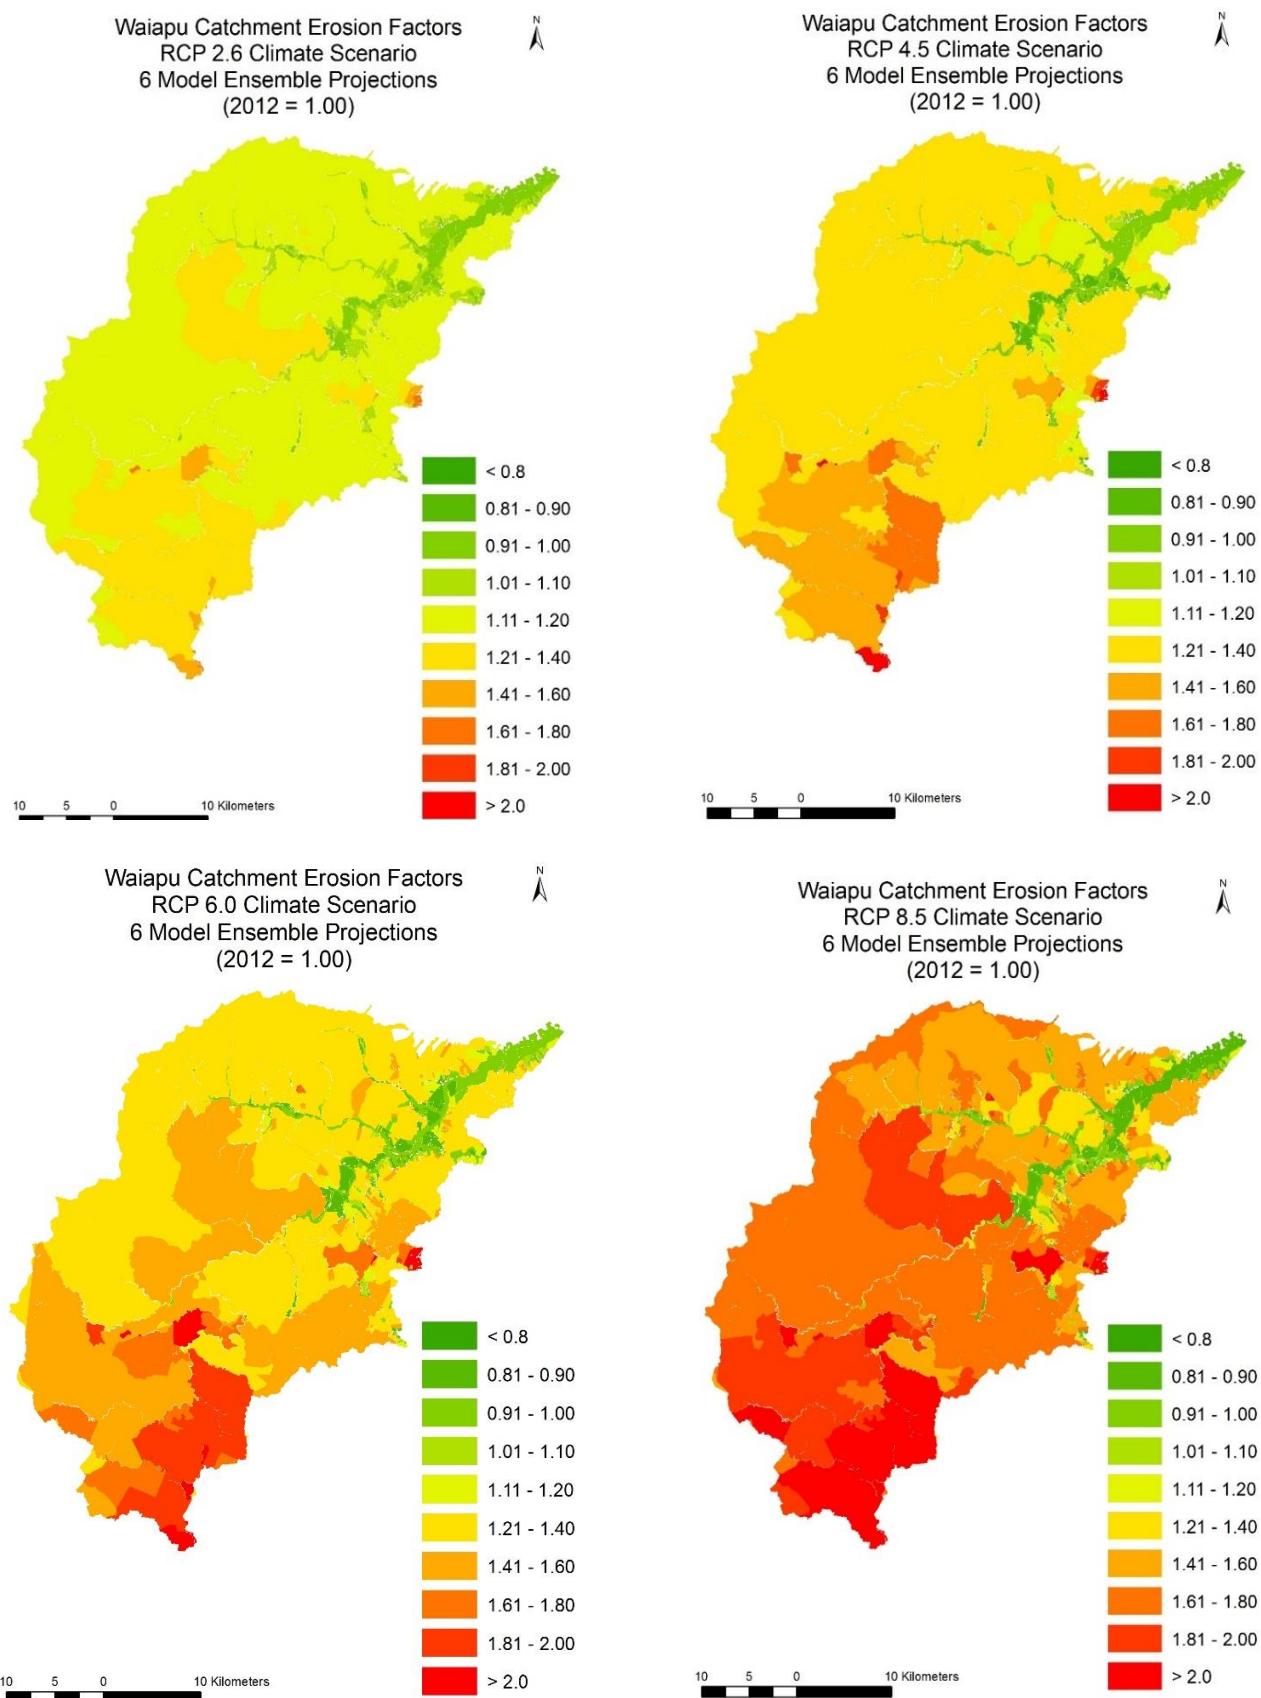 Waiapu Catchment Erosion Factors
RCP 2.6 Climate Scenario
6 Model Ensemble Projections
(2012 = 1.00)
N
< 0.8
0.81 - 0.90
0.91 - 1.00
1.01 - 1.10
1.11 - 1.20
1.21 - 1.40
1.41 - 1.60
1.61 - 1.80
1.81 - 2.00
> 2.0
10 5 0 10 Kilometers
Waiapu Catchment Erosion Factors
RCP 4.5 Climate Scenario
6 Model Ensemble Projections
(2012 = 1.00)
N
< 0.8
0.81 - 0.90
0.91 - 1.00
1.01 - 1.10
1.11 - 1.20
1.21 - 1.40
1.41 - 1.60
1.61 - 1.80
1.81 - 2.00
> 2.0
10 5 0 10 Kilometers
Waiapu Catchment Erosion Factors
RCP 6.0 Climate Scenario
6 Model Ensemble Projections
(2012 = 1.00)
N
< 0.8
0.81 - 0.90
0.91 - 1.00
1.01 - 1.10
1.11 - 1.20
1.21 - 1.40
1.41 - 1.60
1.61 - 1.80
1.81 - 2.00
> 2.0
10 5 0 10 Kilometers
Waiapu Catchment Erosion Factors
RCP 8.5 Climate Scenario
6 Model Ensemble Projections
(2012 = 1.00)
N
< 0.8
0.81 - 0.90
0.91 - 1.00
1.01 - 1.10
1.11 - 1.20
1.21 - 1.40
1.41 - 1.60
1.61 - 1.80
1.81 - 2.00
> 2.0
10 5 0 10 Kilometers